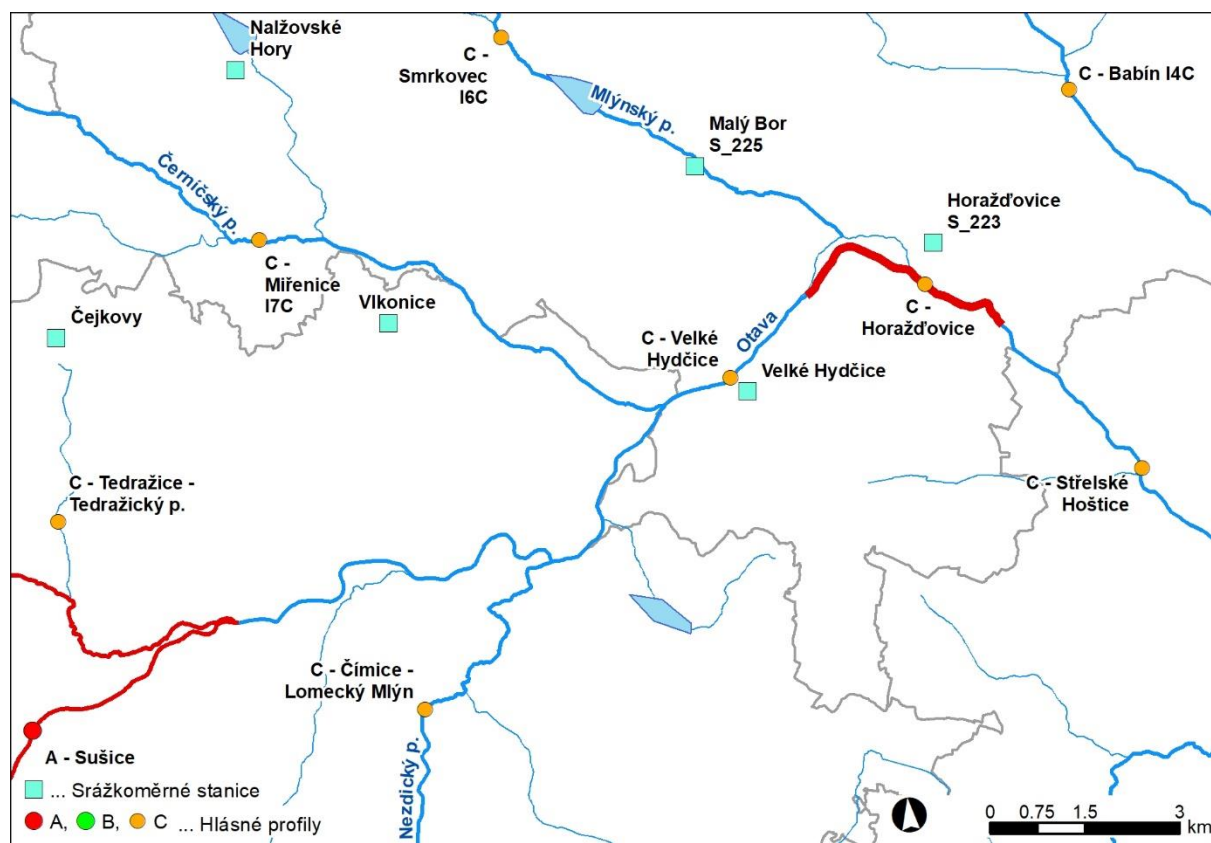 Nalžovské
Hory
C -
Smrkovec
I6C
C - Babín I4C
Mlýnský p.
Malý Bor
S_225
Černíčský p.
Horažďovice
S_223
C -
Miřenice
I7C
Vlkonice
Čejkovy
C -
Horažďovice
Otava
C - Velké
Hydčice
Velké Hydčice
C - Tedražice -
Tedražický p.
C - Střelské
Hoštice
C - Čímice -
Lomecký Mlýn
Nezdický p.
A - Sušice
... Srážkoměrné stanice
A, B, C ... Hlásné profily
0 0.75 1.5 3
km